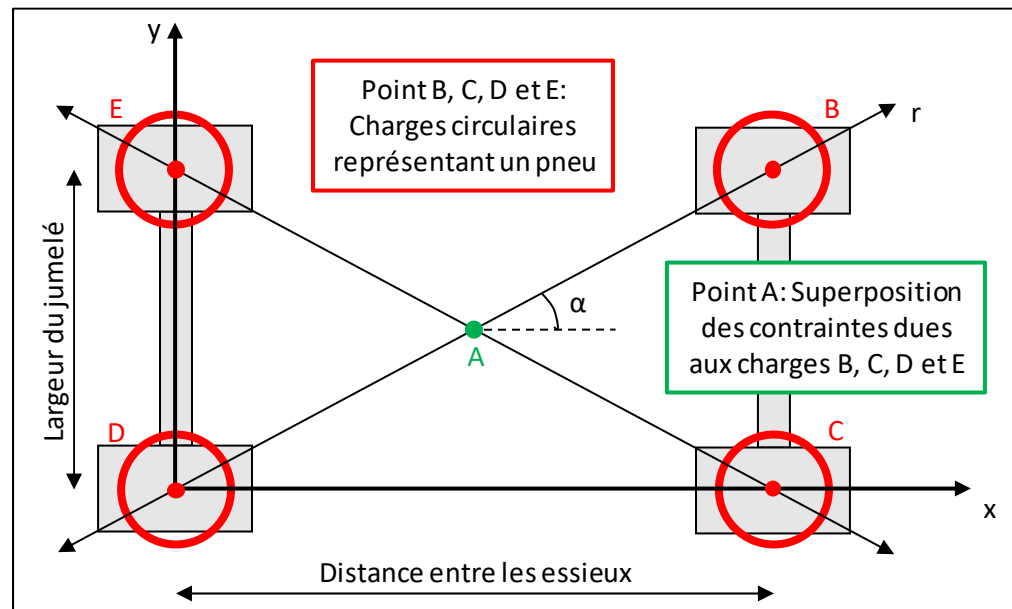 y
E
Point B, C, D et E:
Charges circulaires
représentant un pneu
B
r
Largeur du jumelé
α
A
Point A: Superposition
des contraintes dues
aux charges B, C, D et E
D
C
x
Distance entre les essieux